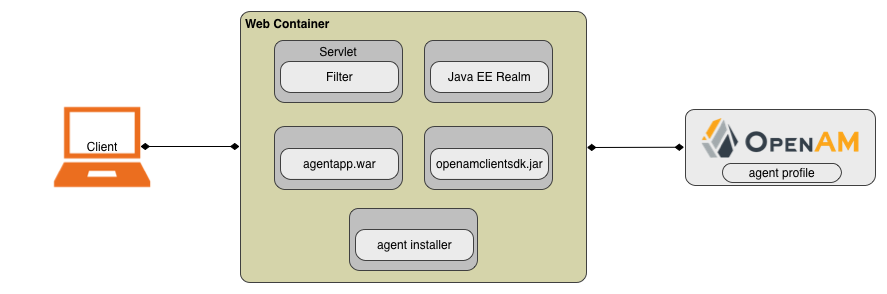 Web Container
Servlet
Filter
Java EE Realm
Client
agentapp.war
openamclientsdk.jar
OPENAM
agent profile
agent installer